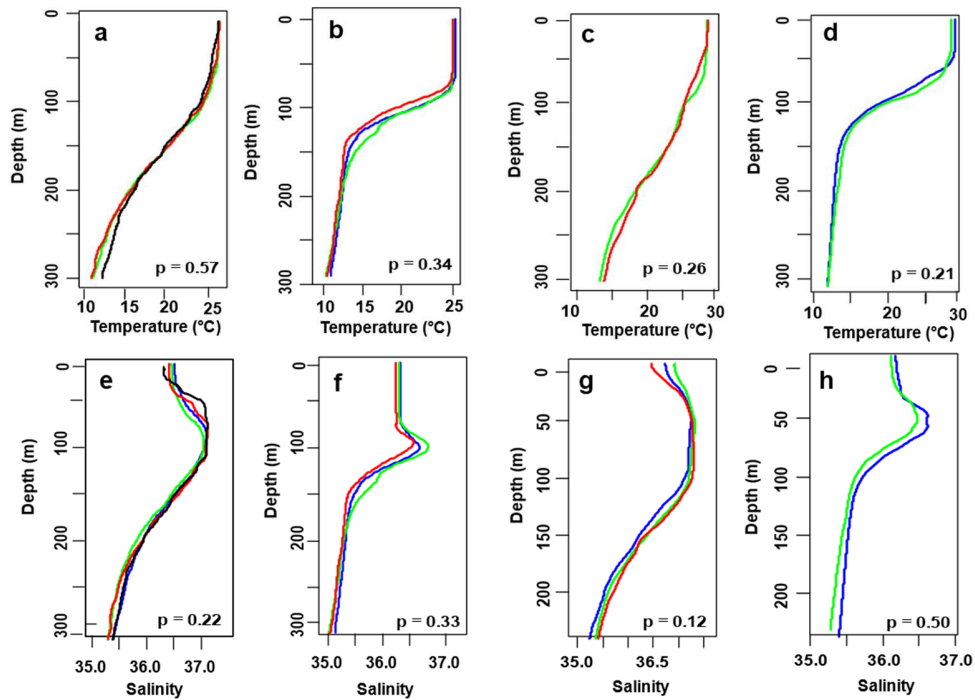 a
0
100
200
300
Depth (m)
p = 0.57
10 15 20 25
Temperature (°C)
b
0
100
200
300
Depth (m)
p = 0.34
10 15 20 25
Temperature (°C)
c
0
100
200
300
Depth (m)
p = 0.26
10 20 30
Temperature (°C)
d
0
100
200
300
Depth (m)
p = 0.21
10 20 30
Temperature (°C)
e
0
100
200
300
Depth (m)
p = 0.22
35.0 36.0 37.0
Salinity
f
0
100
200
300
Depth (m)
p = 0.33
35.0 36.0 37.0
Salinity
g
0
50
100
150
200
Depth (m)
p = 0.12
35.0 36.5
Salinity
h
0
50
100
200
Depth (m)
p = 0.50
35.0 36.0 37.0
Salinity